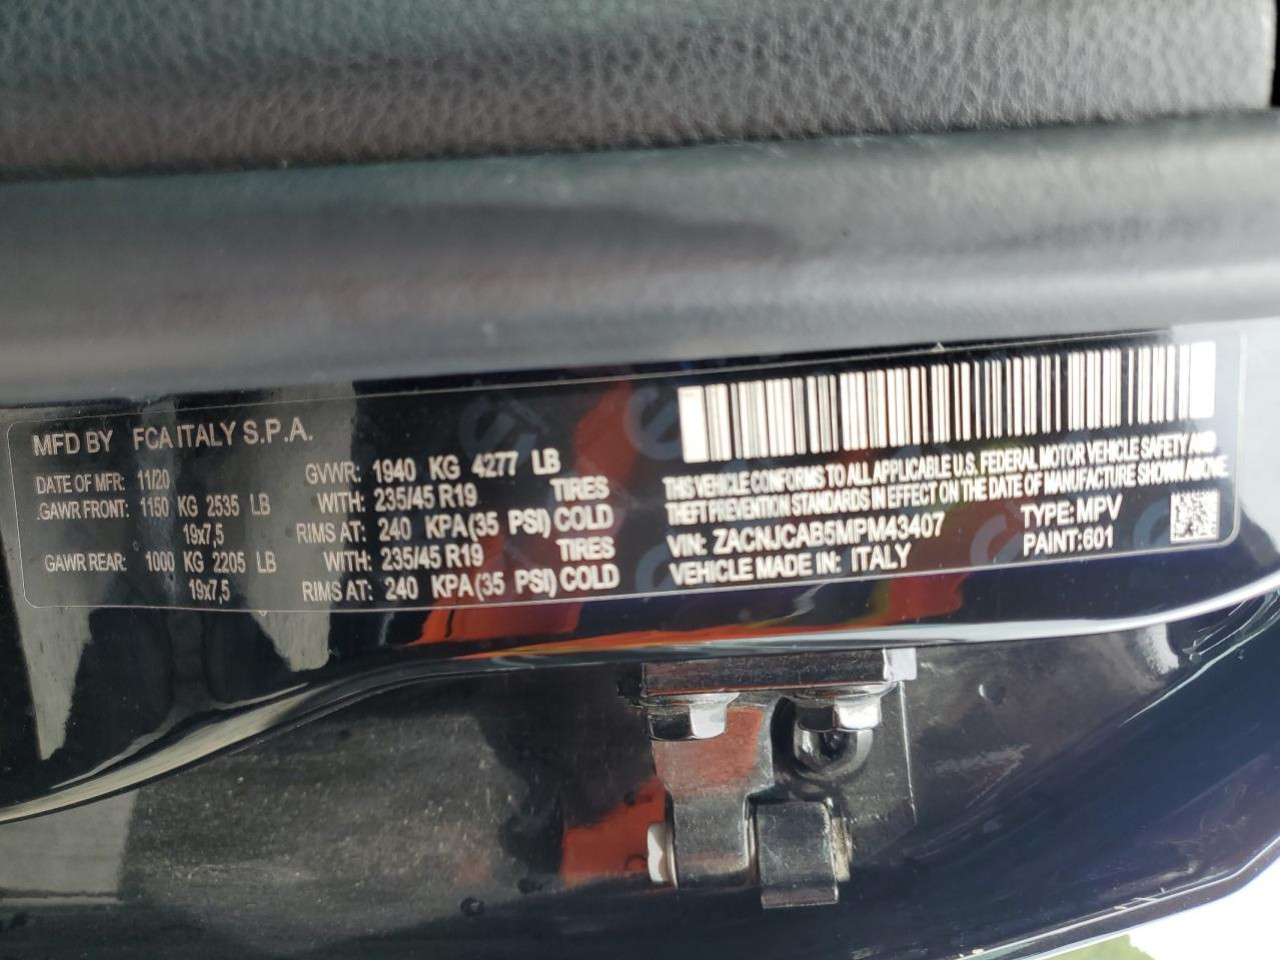 MFD BY FCA ITALY S.P.A.
DATE OF MFR: 11/20 GVWR: 1940 KG 4277 LB
GAWR FRONT: 1150 KG 2535 LB WITH: 235/45 R19 TIRES
19x7,5 RIMS AT: 240 KPA(35 PSI) COLD
GAWR REAR: 1000 KG 2205 LB WITH: 235/45 R19 TIRES
19x7,5 RIMS AT: 240 KPA(35 PSI) COLD
THIS VEHICLE CONFORMS TO ALL APPLICABLE U.S. FEDERAL MOTOR VEHICLE SAFETY AND
THEFT PREVENTION STANDARDS IN EFFECT ON THE DATE OF MANUFACTURE SHOWN ABOVE
VIN: ZACNJCAB5MPM43407 TYPE:MPV
VEHICLE MADE IN: ITALY PAINT:601